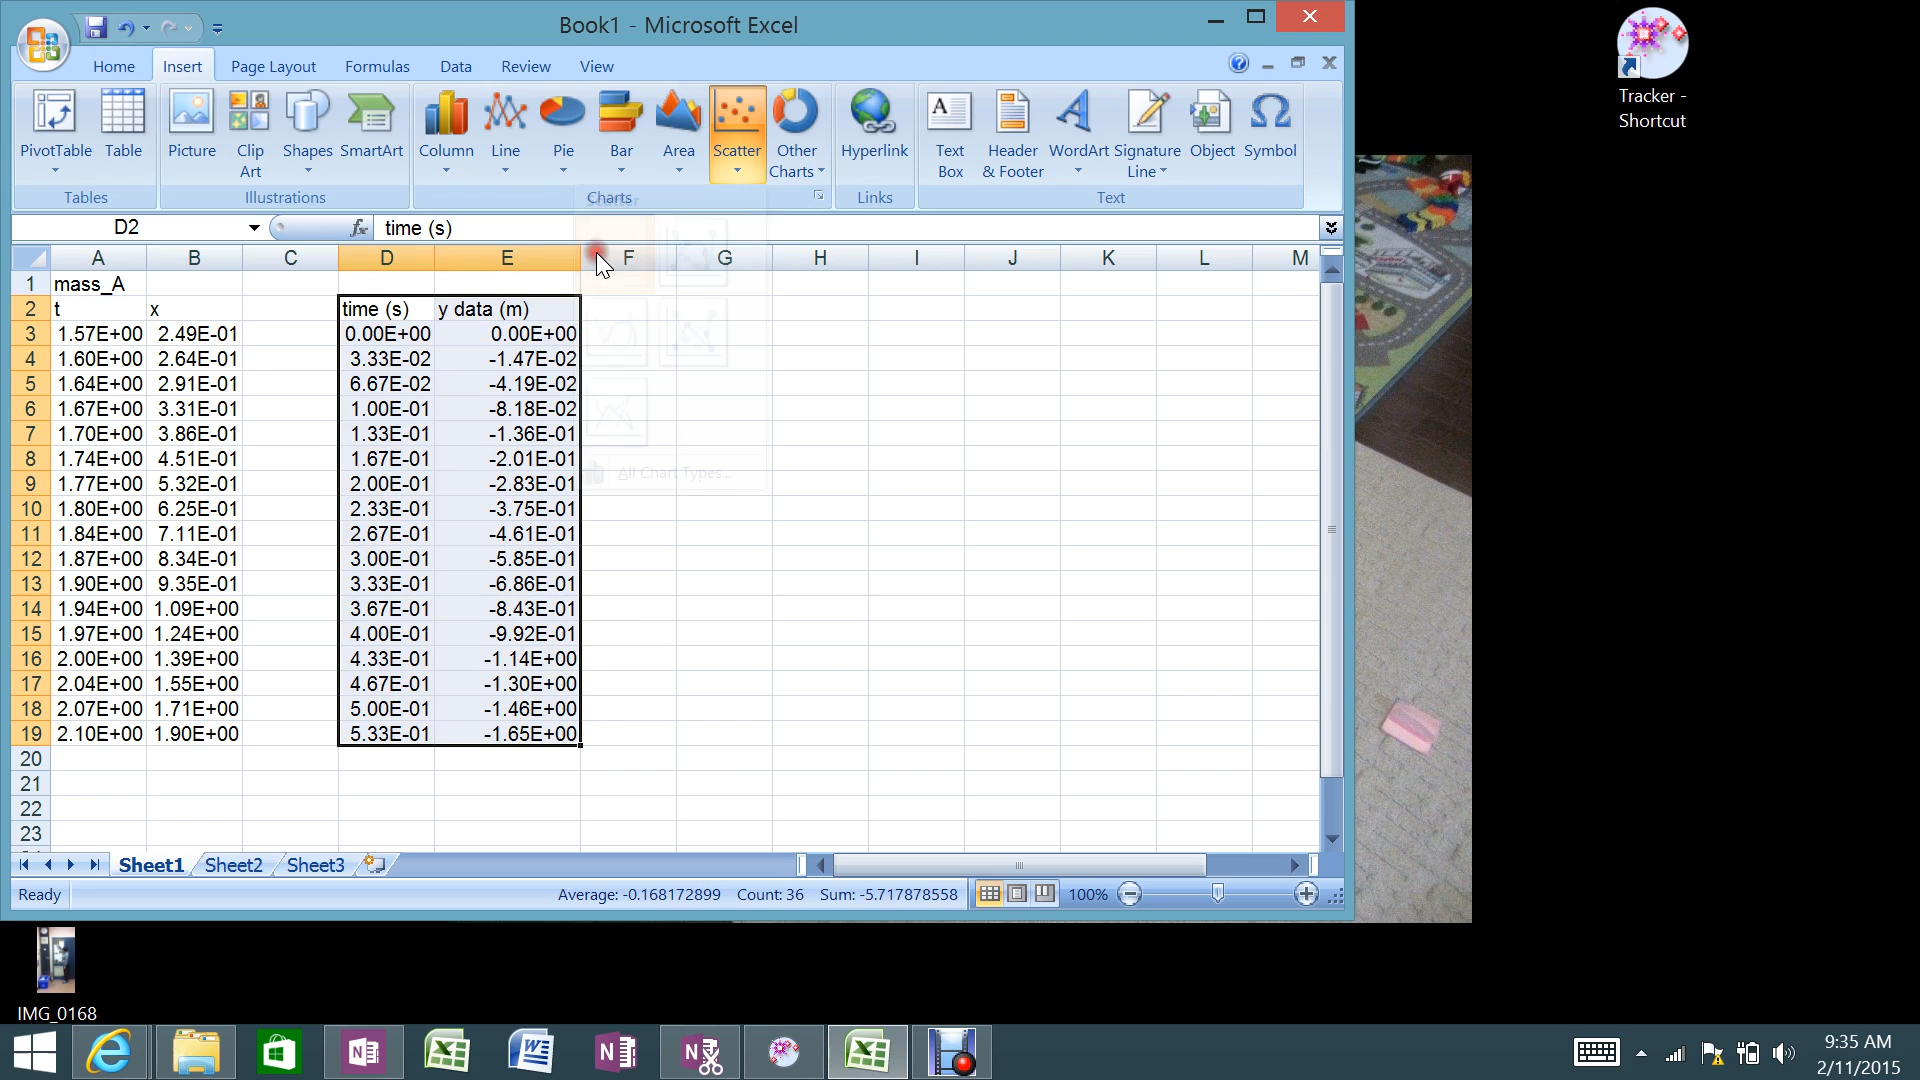 Book1 - Microsoft Excel
Home Insert Page Layout Formulas Data Review View
PivotTable Table Picture Clip Art Shapes SmartArt Column Line Pie Bar Area Scatter Other Charts Hyperlink Text Box Header & Footer WordArt Signature Line Object Symbol
Tables Illustrations Charts Links Text
D2 fx time (s)
A B C D E F G H I J K L M
1 mass_A
2 t x time (s) y data (m)
3 1.57E+00 2.49E-01 0.00E+00 0.00E+00
4 1.60E+00 2.64E-01 3.33E-02 -1.47E-02
5 1.64E+00 2.91E-01 6.67E-02 -4.19E-02
6 1.67E+00 3.31E-01 1.00E-01 -8.18E-02
7 1.70E+00 3.86E-01 1.33E-01 -1.36E-01
8 1.74E+00 4.51E-01 1.67E-01 -2.01E-01
9 1.77E+00 5.32E-01 2.00E-01 -2.83E-01
10 1.80E+00 6.25E-01 2.33E-01 -3.75E-01
11 1.84E+00 7.11E-01 2.67E-01 -4.61E-01
12 1.87E+00 8.34E-01 3.00E-01 -5.85E-01
13 1.90E+00 9.35E-01 3.33E-01 -6.86E-01
14 1.94E+00 1.09E+00 3.67E-01 -8.43E-01
15 1.97E+00 1.24E+00 4.00E-01 -9.92E-01
16 2.00E+00 1.39E+00 4.33E-01 -1.14E+00
17 2.04E+00 1.55E+00 4.67E-01 -1.30E+00
18 2.07E+00 1.71E+00 5.00E-01 -1.46E+00
19 2.10E+00 1.90E+00 5.33E-01 -1.65E+00
20
21
22
23
All Chart Types...
Sheet1 Sheet2 Sheet3
Ready Average: -0.168172899 Count: 36 Sum: -5.717878558 100%
Tracker -
Shortcut
IMG_0168
9:35 AM
2/11/2015